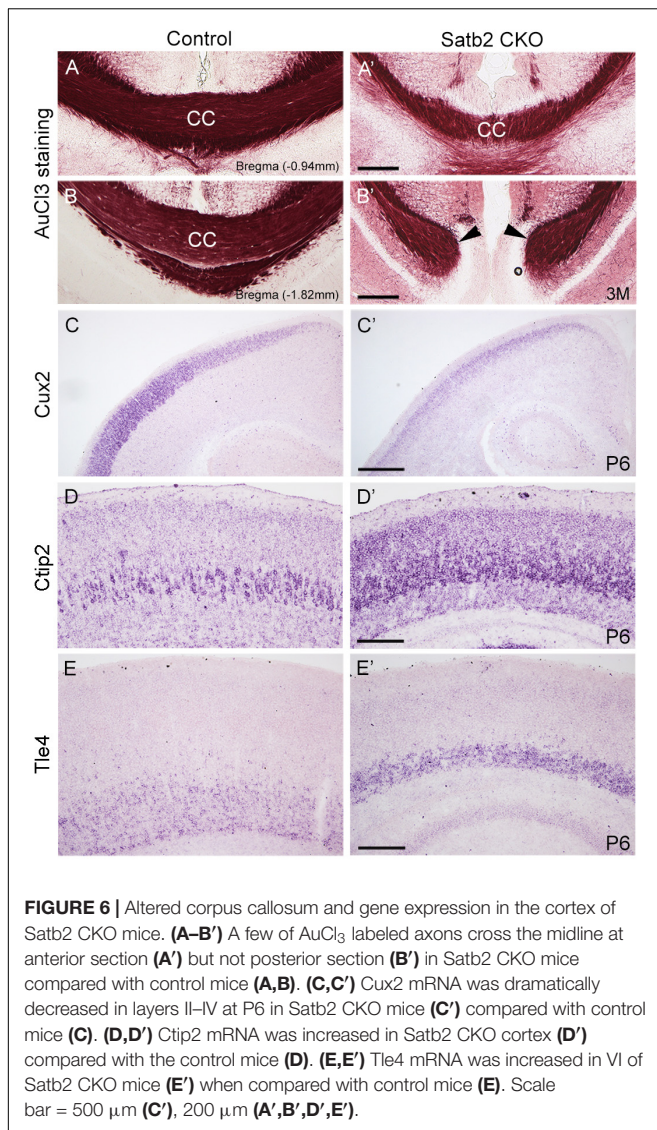 Control
Satb2 CKO
AuCl3 staining
A
CC
Bregma (-0.94mm)
A'
CC
B
CC
Bregma (-1.82mm)
B'
3M
Cux2
C
C'
P6
Ctip2
D
D'
P6
Tle4
E
E'
P6
FIGURE 6 | Altered corpus callosum and gene expression in the cortex of
Satb2 CKO mice. (A–B′) A few of AuCl₃ labeled axons cross the midline at
anterior section (A′) but not posterior section (B′) in Satb2 CKO mice
compared with control mice (A,B). (C,C′) Cux2 mRNA was dramatically
decreased in layers II–IV at P6 in Satb2 CKO mice (C′) compared with control
mice (C). (D,D′) Ctip2 mRNA was increased in Satb2 CKO cortex (D′)
compared with the control mice (D). (E,E′) Tle4 mRNA was increased in VI of
Satb2 CKO mice (E′) when compared with control mice (E). Scale
bar = 500 μm (C′), 200 μm (A′,B′,D′,E′).